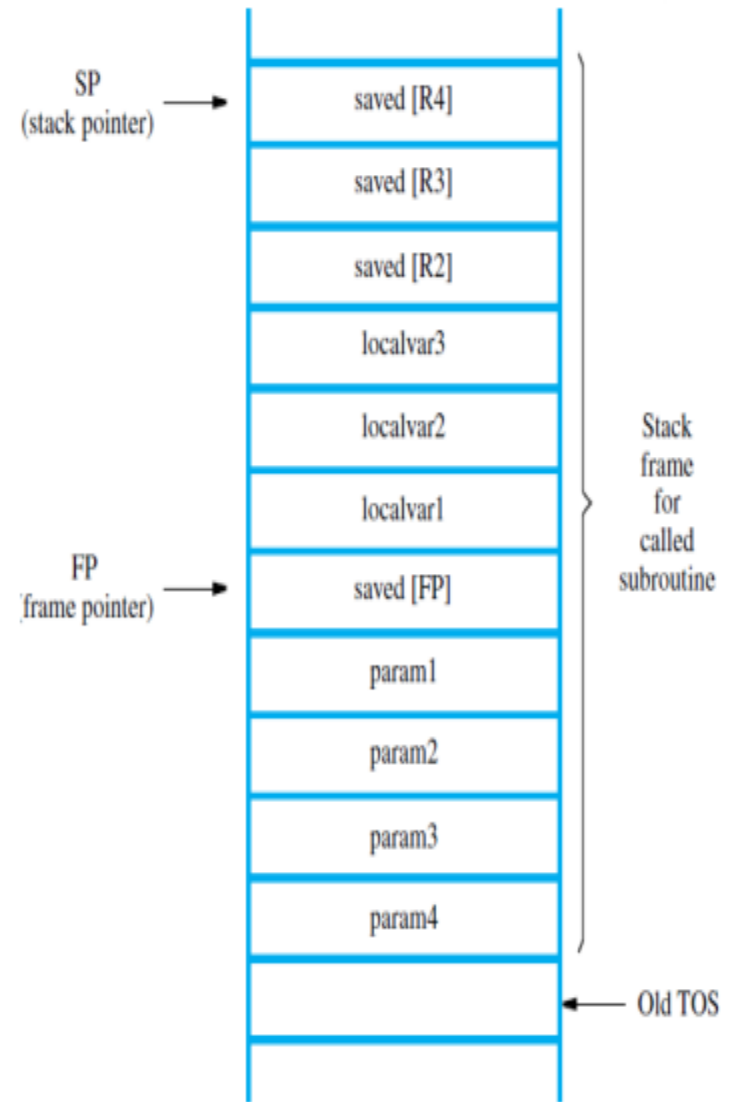 SP
(stack pointer)
saved [R4]
saved [R3]
saved [R2]
localvar3
localvar2
localvar1
FP
frame pointer)
saved [FP]
param1
param2
param3
param4
Stack
frame
for
called
subroutine
Old TOS